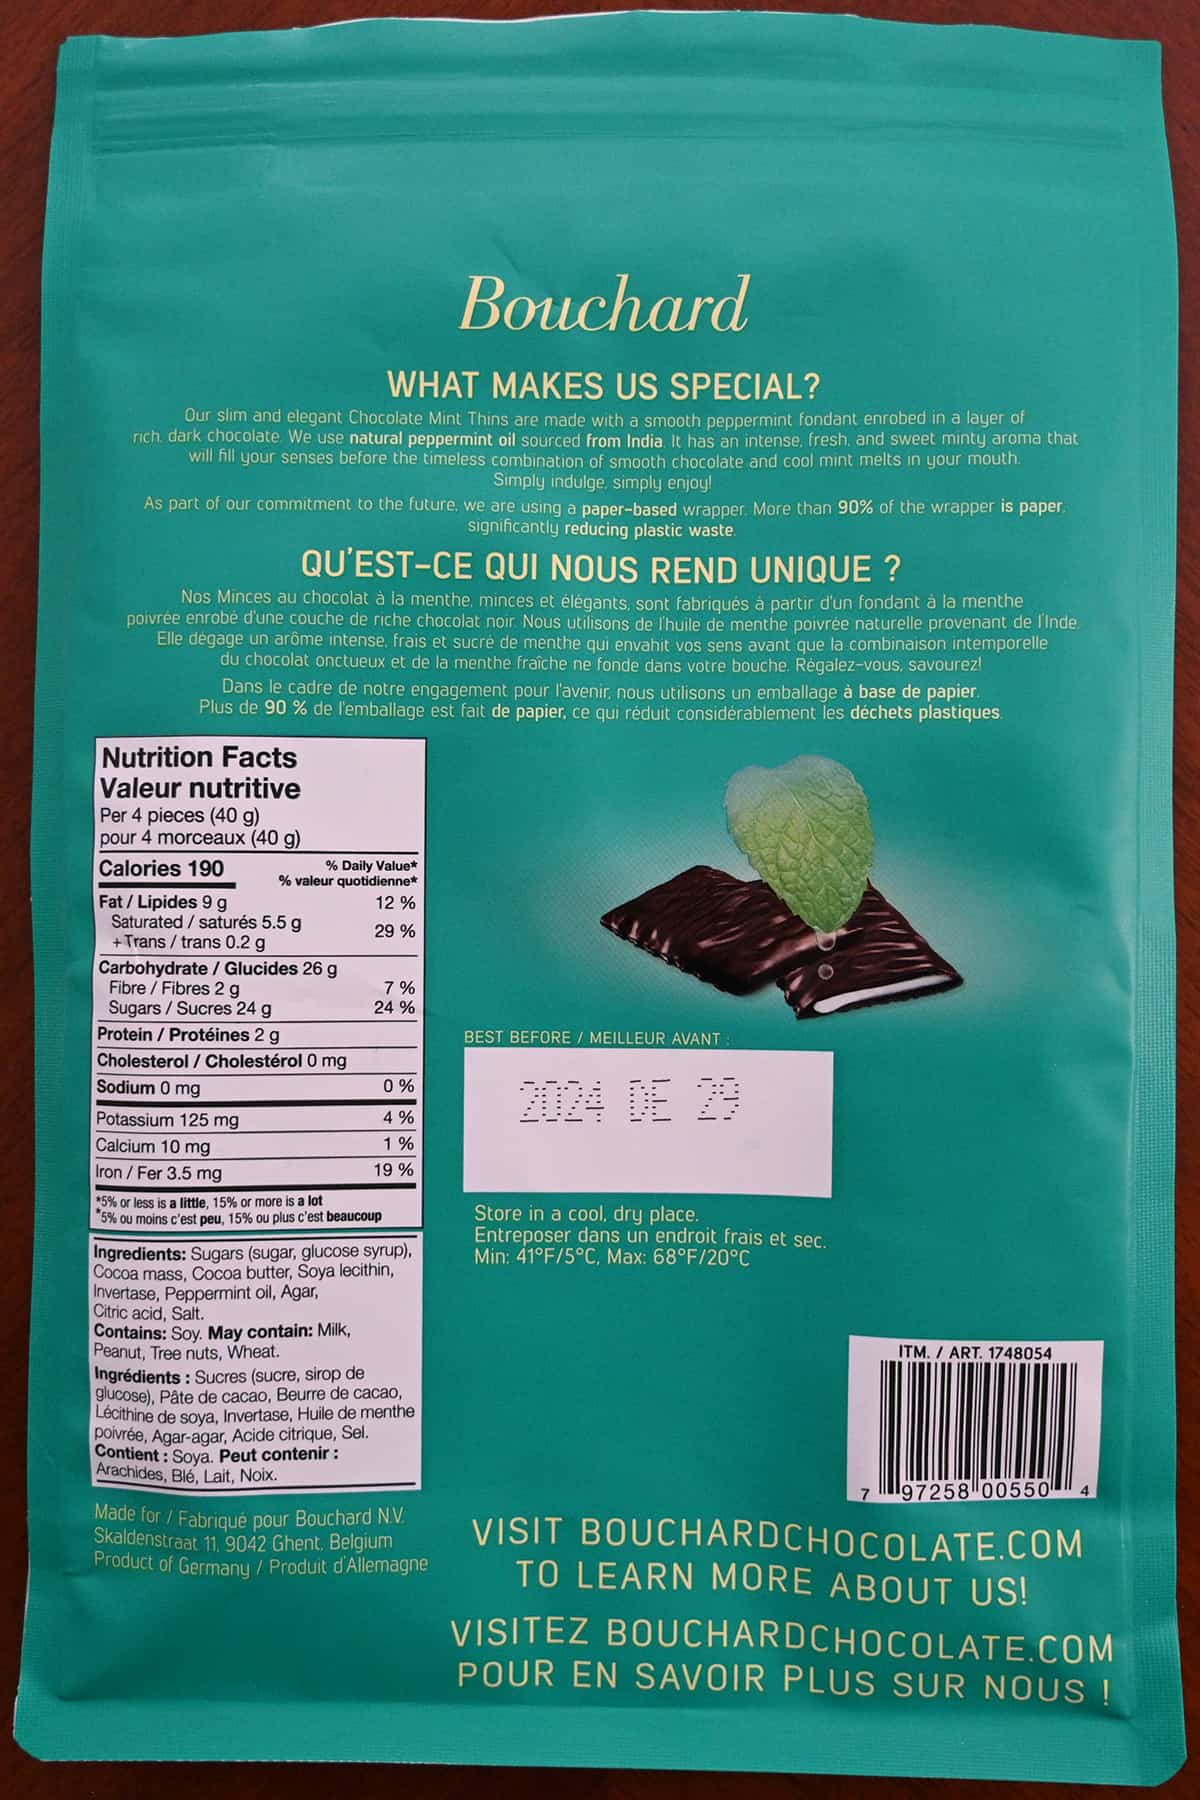 Bouchard
WHAT MAKES US SPECIAL?
Our slim and elegant Chocolate Mint Thins are made with a smooth peppermint fondant enrobed in a layer of
rich, dark chocolate. We use natural peppermint oil sourced from India. It has an intense, fresh, and sweet minty aroma that
will fill your senses before the timeless combination of smooth chocolate and cool mint melts in your mouth.
Simply indulge, simply enjoy!
As part of our commitment to the future, we are using a paper-based wrapper. More than 90% of the wrapper is paper,
significantly reducing plastic waste.
QU'EST-CE QUI NOUS REND UNIQUE ?
Nos Minces au chocolat à la menthe, minces et élégants, sont fabriqués à partir d'un fondant à la menthe
poivrée enrobé d'une couche de riche chocolat noir. Nous utilisons de l'huile de menthe poivrée naturelle provenant de l'Inde.
Elle dégage un arôme intense, frais et sucré de menthe qui envahit vos sens avant que la combinaison intemporelle
du chocolat onctueux et de la menthe fraîche ne fonde dans votre bouche. Régalez-vous, savourez!
Dans le cadre de notre engagement pour l'avenir, nous utilisons un emballage à base de papier.
Plus de 90 % de l'emballage est fait de papier, ce qui réduit considérablement les déchets plastiques.
Nutrition Facts
Valeur nutritive
Per 4 pieces (40 g)
pour 4 morceaux (40 g)
Calories 190 % Daily Value*
% valeur quotidienne*
Fat / Lipides 9 g 12 %
Saturated / saturés 5.5 g
+ Trans / trans 0.2 g 29 %
Carbohydrate / Glucides 26 g
Fibre / Fibres 2 g 7 %
Sugars / Sucres 24 g 24 %
Protein / Protéines 2 g
Cholesterol / Cholestérol 0 mg
Sodium 0 mg 0 %
Potassium 125 mg 4 %
Calcium 10 mg 1 %
Iron / Fer 3.5 mg 19 %
*5% or less is a little, 15% or more is a lot
*5% ou moins c'est peu, 15% ou plus c'est beaucoup
Ingredients: Sugars (sugar, glucose syrup),
Cocoa mass, Cocoa butter, Soya lecithin,
Invertase, Peppermint oil, Agar,
Citric acid, Salt.
Contains: Soy. May contain: Milk,
Peanut, Tree nuts, Wheat.
Ingrédients : Sucres (sucre, sirop de
glucose), Pâte de cacao, Beurre de cacao,
Lécithine de soya, Invertase, Huile de menthe
poivrée, Agar-agar, Acide citrique, Sel.
Contient : Soya. Peut contenir :
Arachides, Blé, Lait, Noix.
Made for / Fabriqué pour Bouchard N.V.
Skaldenstraat 11, 9042 Ghent, Belgium
Product of Germany / Produit d'Allemagne
BEST BEFORE / MEILLEUR AVANT :
2024 DE 29
Store in a cool, dry place.
Entreposer dans un endroit frais et sec.
Min: 41°F/5°C, Max: 68°F/20°C
ITM. / ART. 1748054
7 97258 00550 4
VISIT BOUCHARDCHOCOLATE.COM
TO LEARN MORE ABOUT US!
VISITEZ BOUCHARDCHOCOLATE.COM
POUR EN SAVOIR PLUS SUR NOUS !